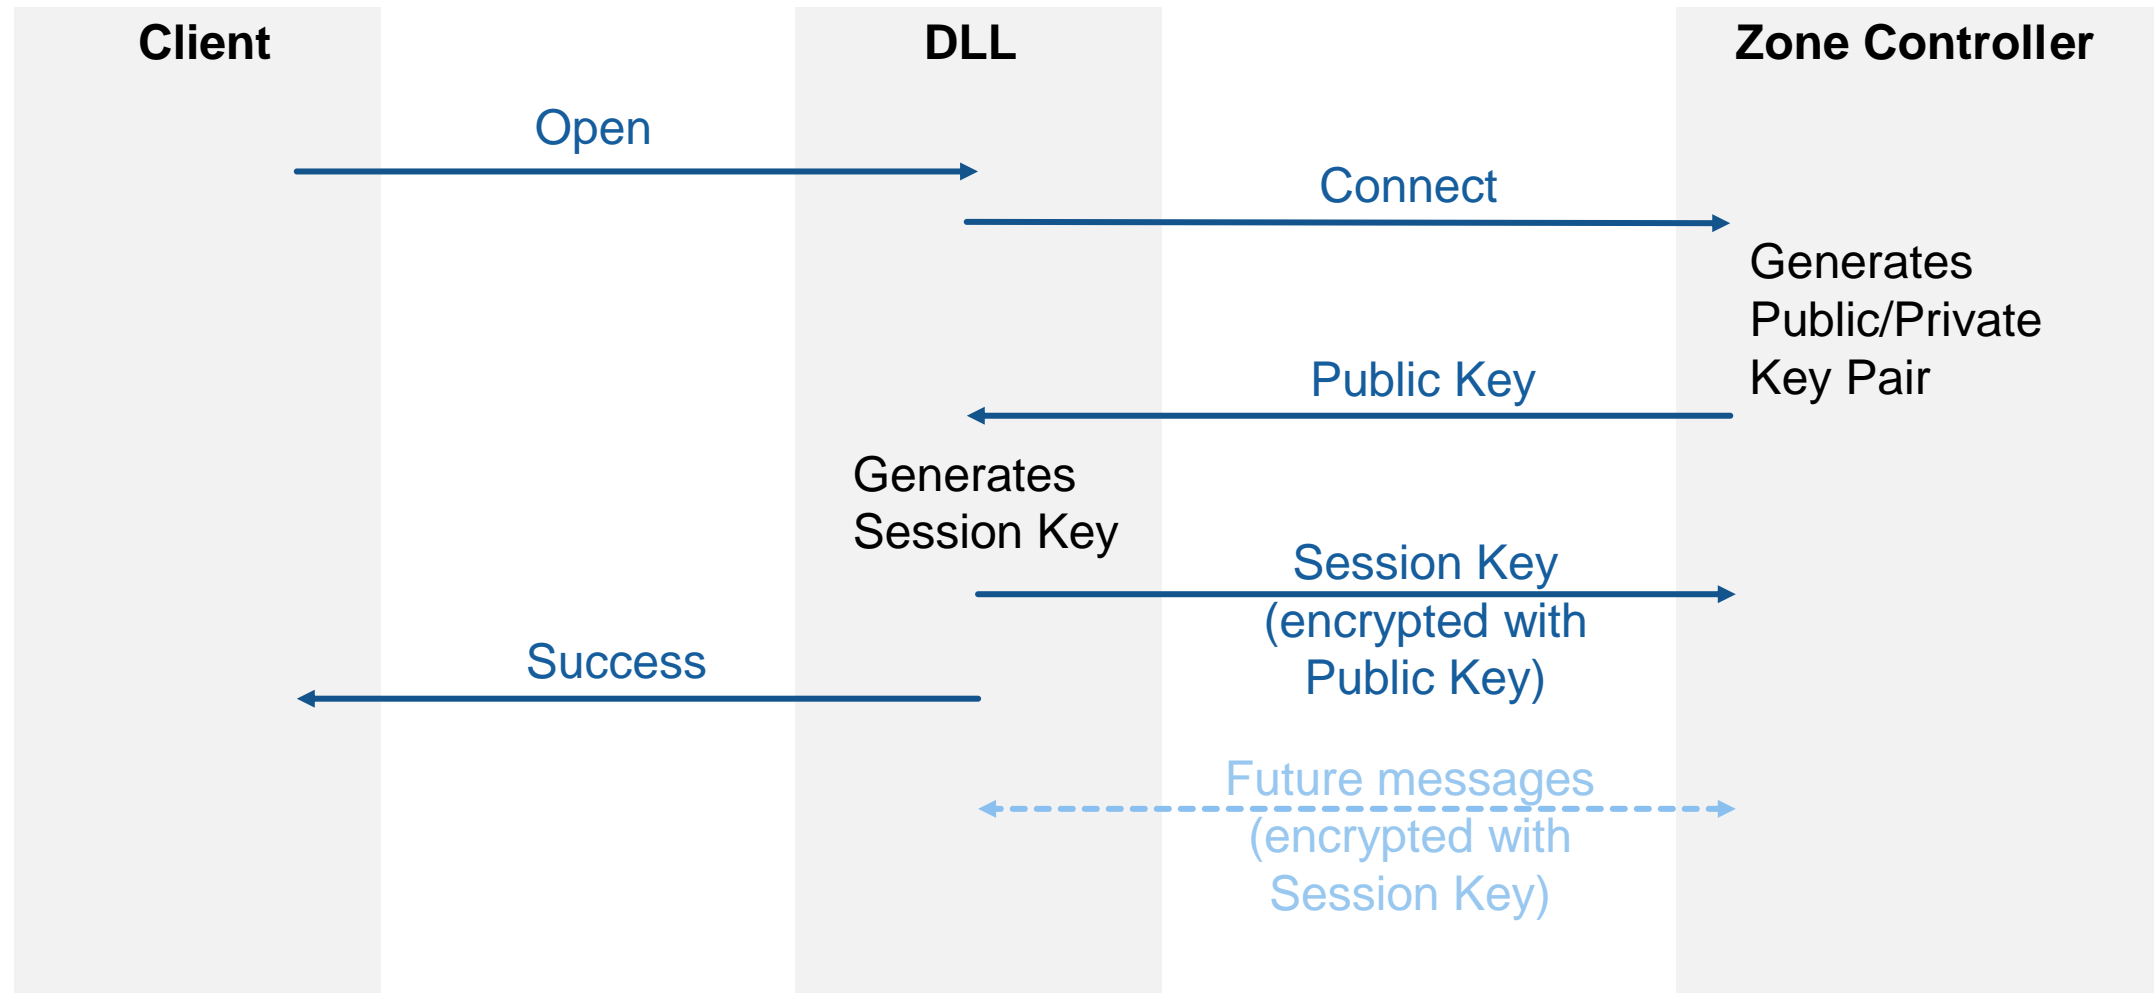 Client
DLL
Zone Controller
Open
Connect
Generates
Public/Private
Key Pair
Public Key
Generates
Session Key
Session Key
(encrypted with
Public Key)
Success
Future messages
(encrypted with
Session Key)